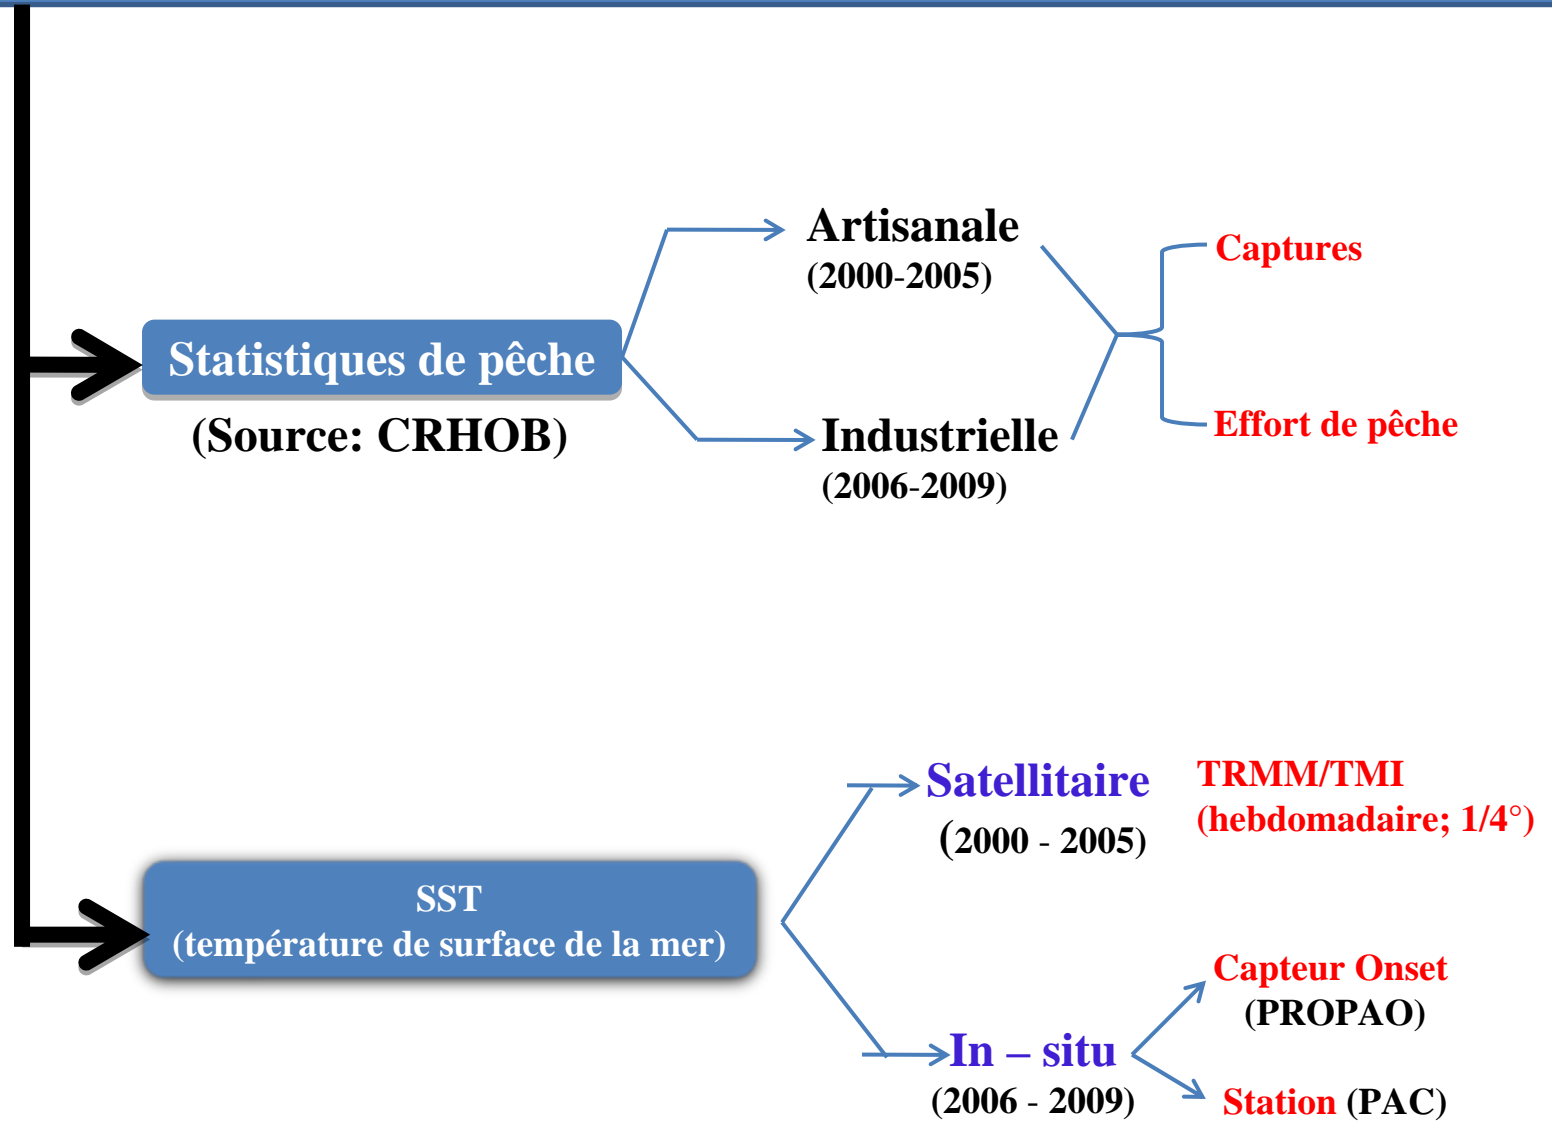 Artisanale
(2000-2005)
Captures
Statistiques de pêche
(Source: CRHOB)
Industrielle
(2006-2009)
Effort de pêche
Satellitaire
(2000 - 2005)
TRMM/TMI
(hebdomadaire; 1/4°)
SST
(température de surface de la mer)
In – situ
(2006 - 2009)
Capteur Onset
(PROPAO)
Station (PAC)